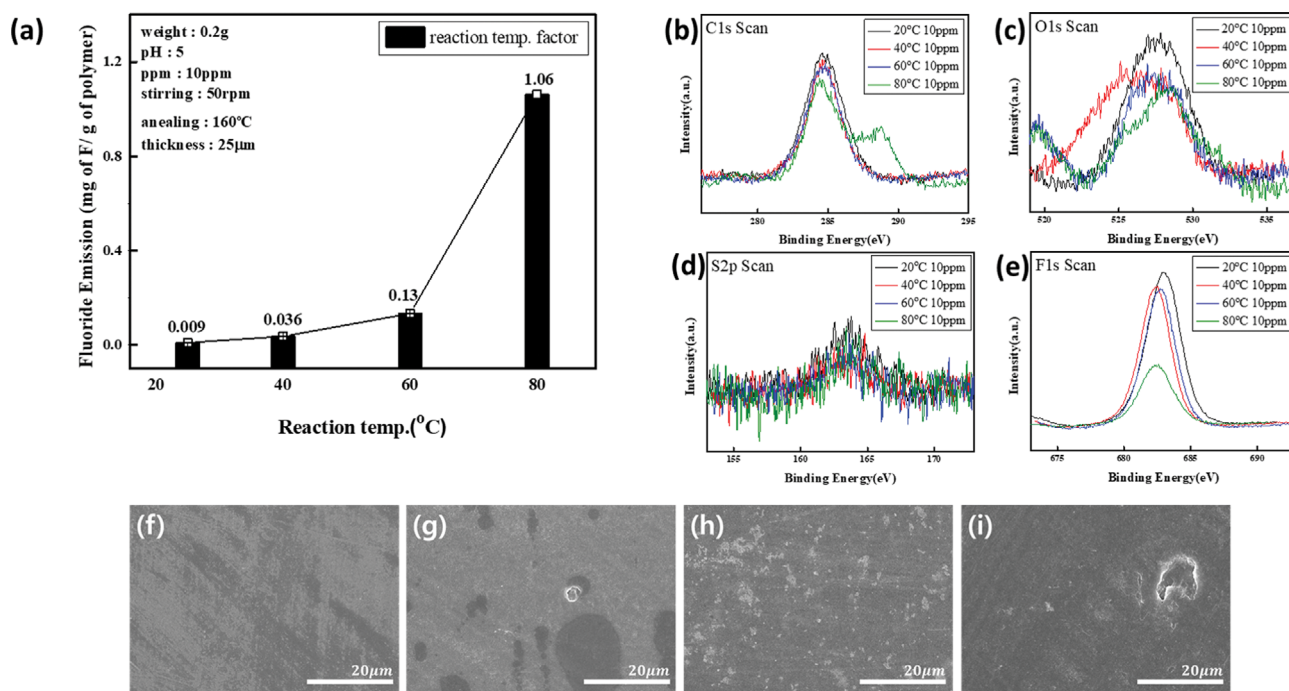 (a)
weight : 0.2g
pH : 5
ppm : 10ppm
stirring : 50rpm
anealing : 160℃
thickness : 25μm
reaction temp. factor
Fluoride Emission (mg of F/ g of polymer)
1.2
0.8
0.4
0.0
0.009
0.036
0.13
1.06
20
40
60
80
Reaction temp.(°C)
(b)
C1s Scan
20°C 10ppm
40°C 10ppm
60°C 10ppm
80°C 10ppm
Intensity(a.u.)
280
285
290
295
Binding Energy(eV)
(c)
O1s Scan
20°C 10ppm
40°C 10ppm
60°C 10ppm
80°C 10ppm
Intensity(a.u.)
520
525
530
535
Binding Energy(eV)
(d)
S2p Scan
20°C 10ppm
40°C 10ppm
60°C 10ppm
80°C 10ppm
Intensity(a.u.)
155
160
165
170
Binding Energy(eV)
(e)
F1s Scan
20°C 10ppm
40°C 10ppm
60°C 10ppm
80°C 10ppm
Intensity(a.u.)
675
680
685
690
Binding Energy(eV)
(f)
20μm
(g)
20μm
(h)
20μm
(i)
20μm